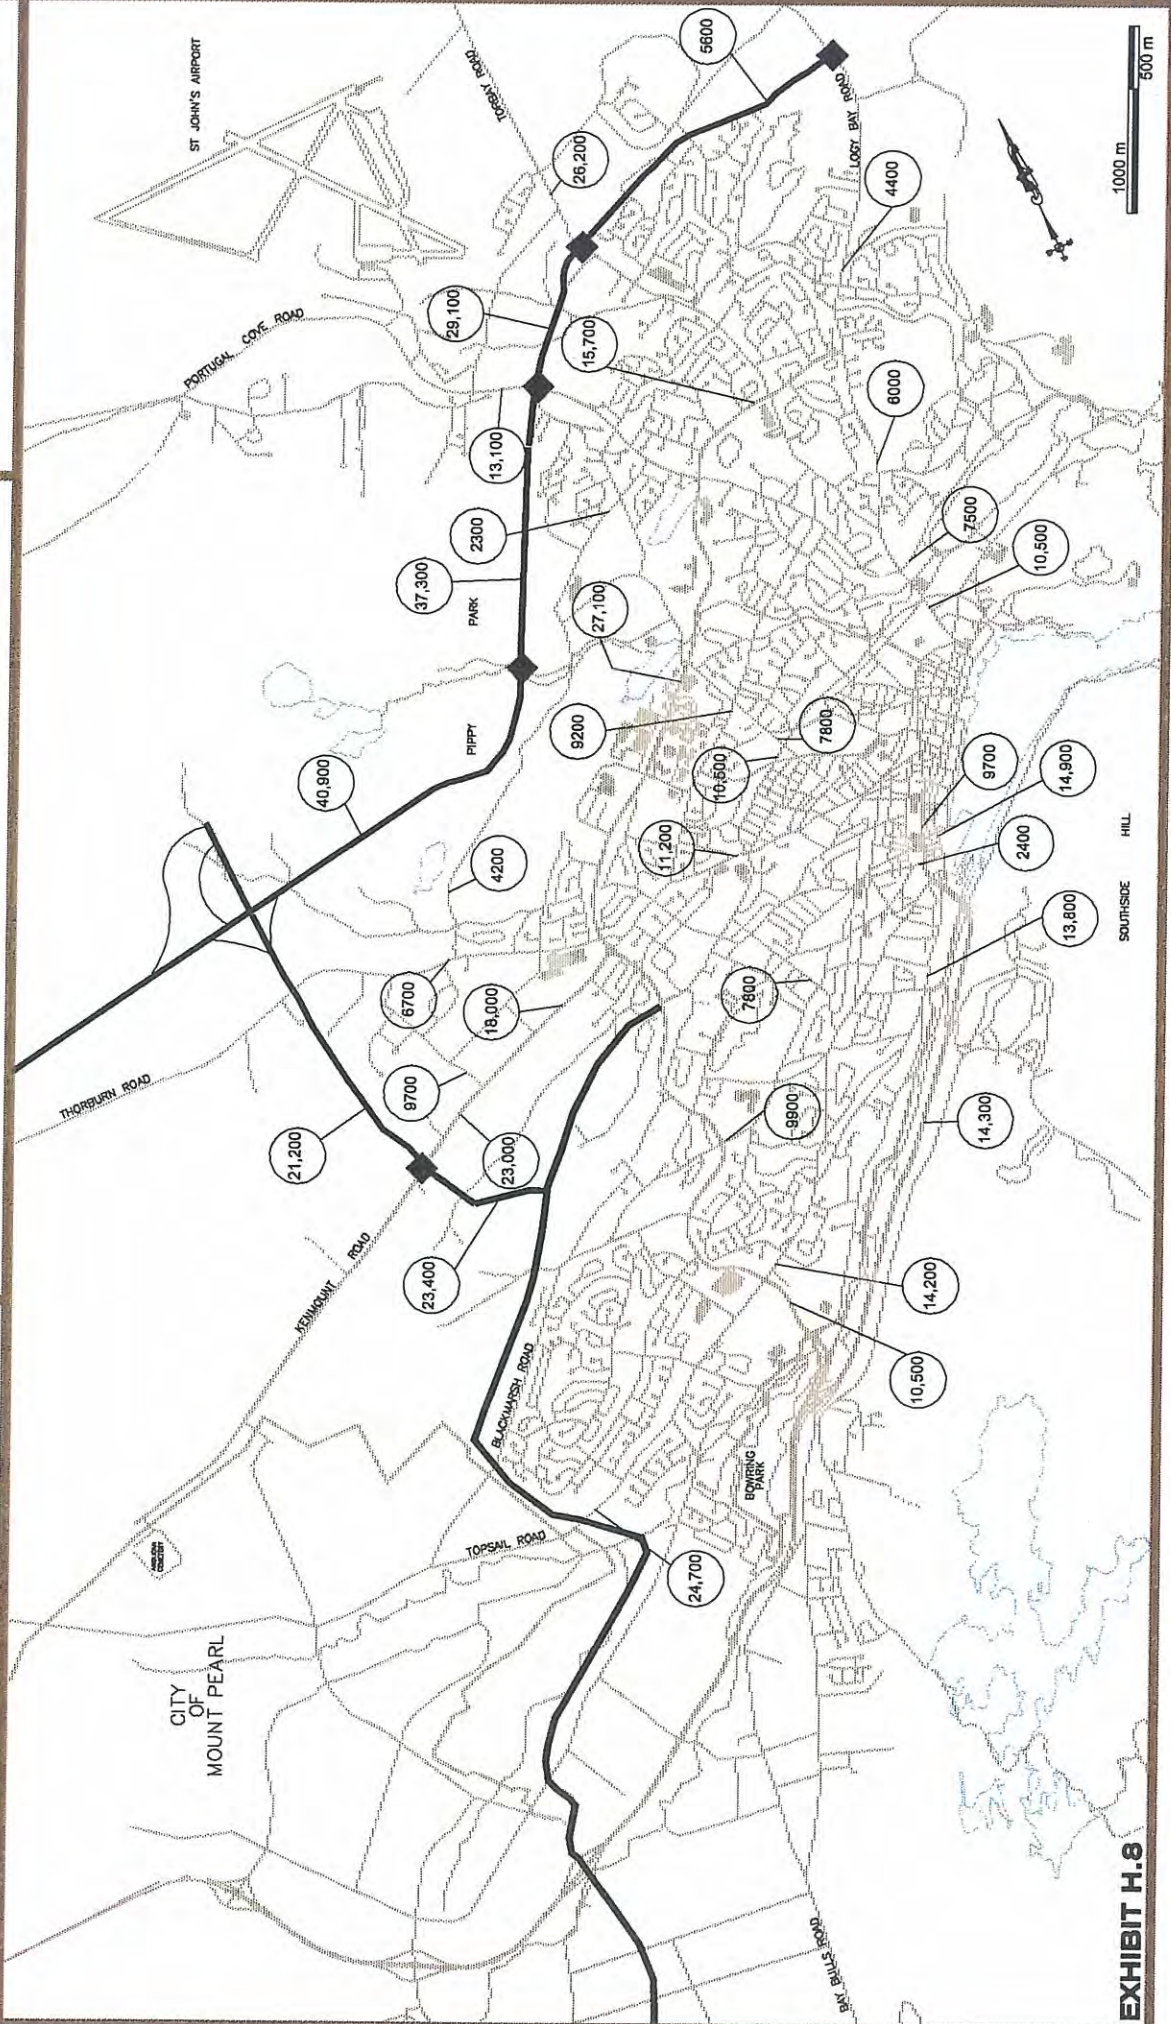 CITY
OF
MOUNT PEARL
THORBURN ROAD
PORTUGAL COVE ROAD
ST JOHN'S AIRPORT
TORBAY ROAD
5600
26,200
29,100
15,700
13,100
2300
37,300
PIPPY PARK
27,100
40,900
9200
10,500
7800
4200
11,200
6700
18,000
9700
23,000
21,200
KENMOUNT ROAD
23,400
BLACKMARSH ROAD
TOPSAIL ROAD
24,700
BOWRING
PARK
7800
9900
14,200
10,500
14,300
13,800
2400
14,900
9700
10,500
7500
6000
4400
LOGY BAY ROAD
SOUTHSIDE HILL
BAY BULLS ROAD
1000 m
500 m
EXHIBIT H.8